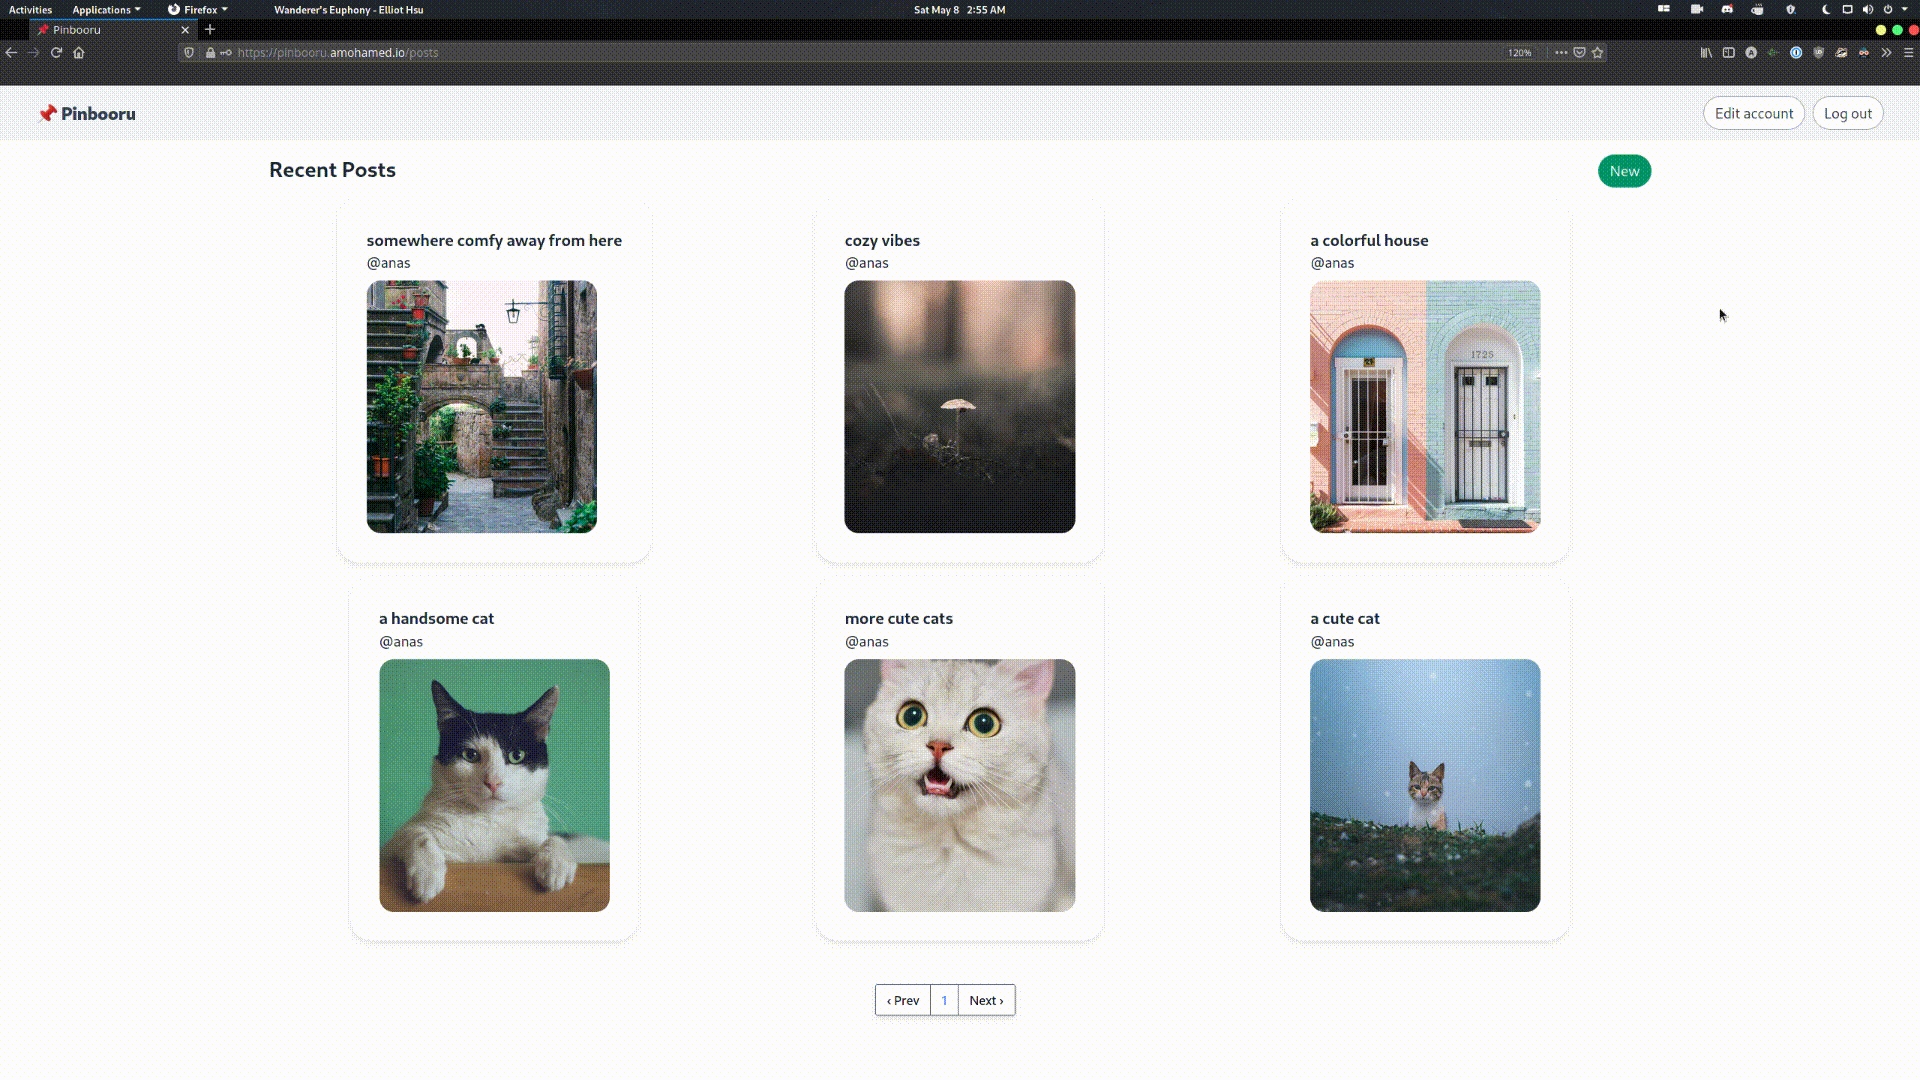 Activities Applications Firefox Wanderer's Euphony - Elliot Hsu Sat May 8 2:55 AM
Pinbooru
https://pinbooru.amohamed.io/posts 120%
Pinbooru Edit account Log out
Recent Posts New
somewhere comfy away from here
@anas
cozy vibes
@anas
a colorful house
@anas
1725
a handsome cat
@anas
more cute cats
@anas
a cute cat
@anas
‹ Prev 1 Next ›